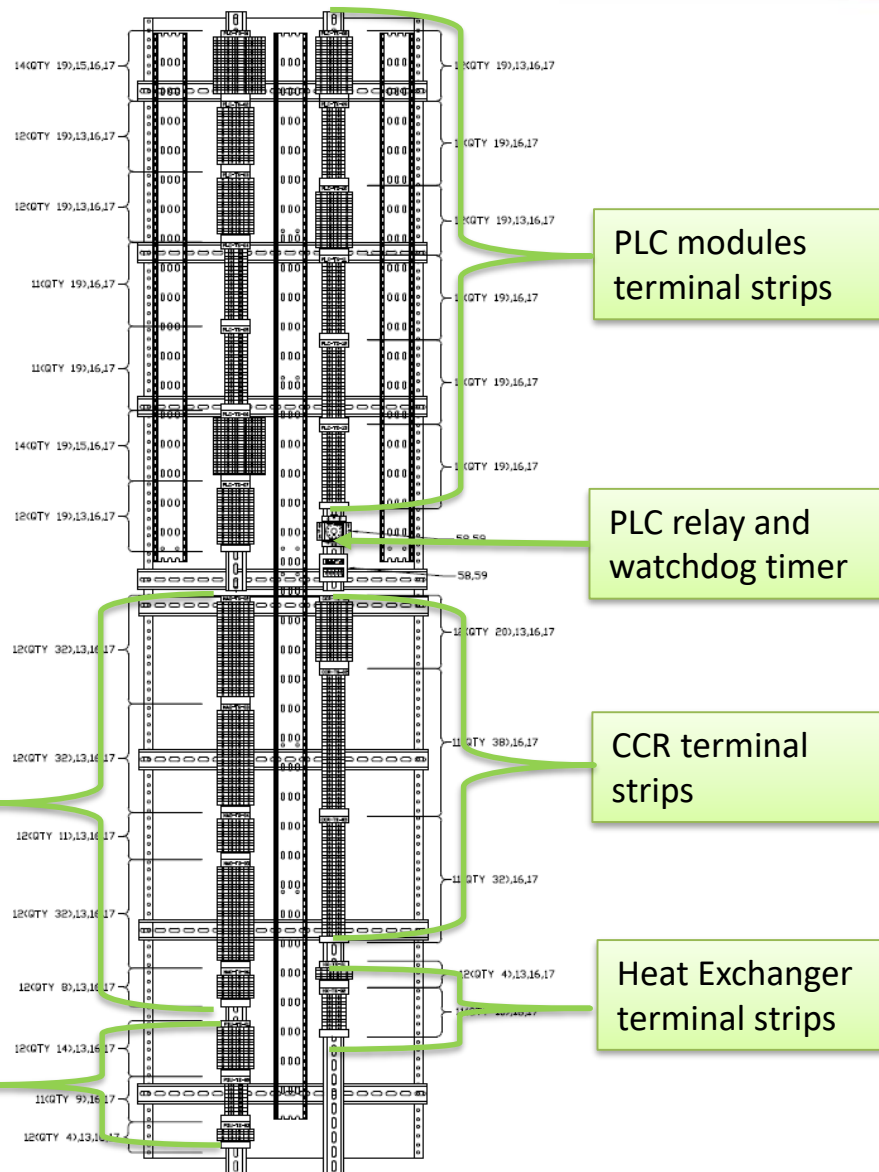 14(QTY 19),15,16,17
12(QTY 19),13,16,17
12(QTY 19),13,16,17
11(QTY 19),16,17
11(QTY 19),16,17
14(QTY 19),15,16,17
12(QTY 19),13,16,17
12(QTY 32),13,16,17
12(QTY 32),13,16,17
12(QTY 11),13,16,17
12(QTY 32),13,16,17
12(QTY 8),13,16,17
12(QTY 14),13,16,17
11(QTY 9),16,17
12(QTY 4),13,16,17
12(QTY 19),13,16,17
(QTY 19),16,17
12(QTY 19),13,16,17
(QTY 19),16,17
(QTY 19),16,17
(QTY 19),16,17
58,59
58,59
12(QTY 20),13,16,17
11(QTY 38),16,17
11(QTY 32),16,17
12(QTY 4),13,16,17
PLC modules
terminal strips
PLC relay and
watchdog timer
CCR terminal
strips
Heat Exchanger
terminal strips